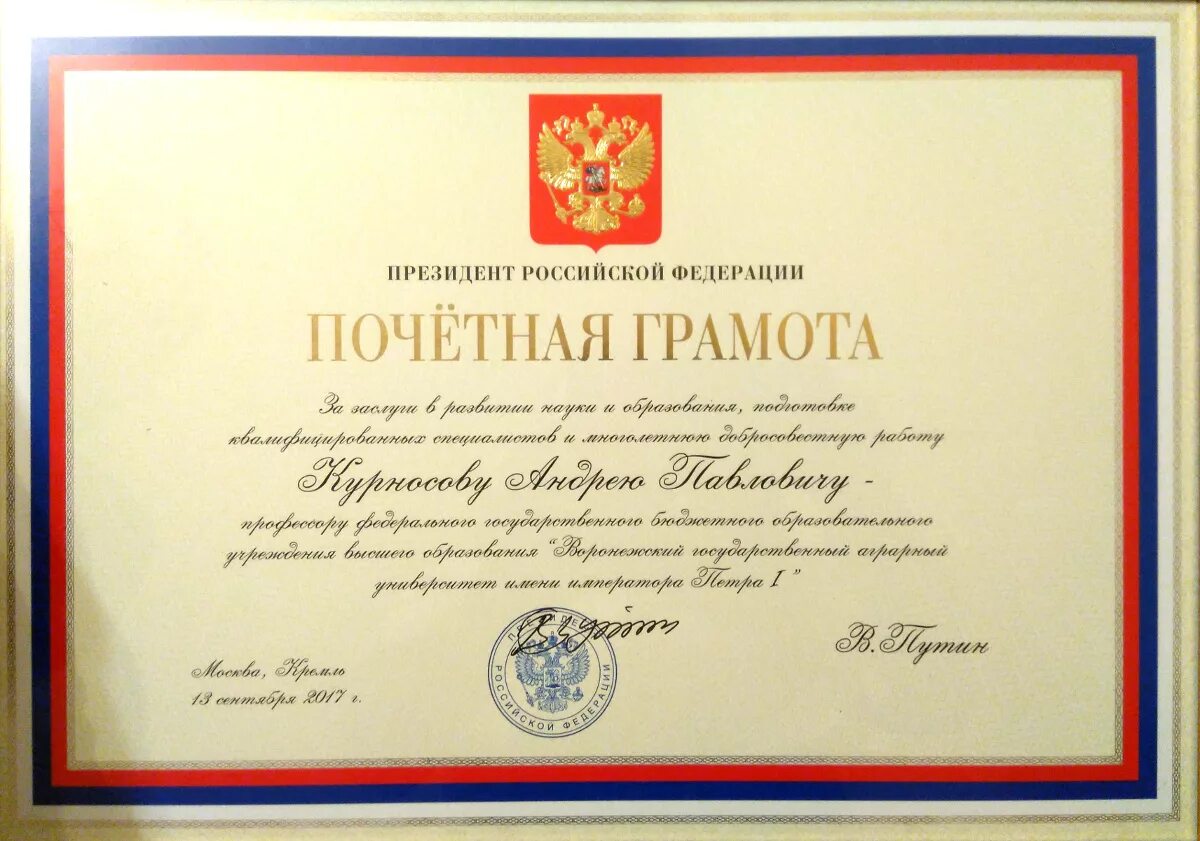 ПРЕЗИДЕНТ РОССИЙСКОЙ ФЕДЕРАЦИИ
ПОЧЁТНАЯ ГРАМОТА
За заслуги в развитии науки и образования, подготовке
квалифицированных специалистов и многолетнюю добросовестную работу
Курносову Андрею Павловичу -
профессору федерального государственного бюджетного образовательного
учреждения высшего образования "Воронежский государственный аграрный
университет имени императора Петра I"
ПРЕЗИДЕНТ
РОССИЙСКОЙ ФЕДЕРАЦИИ
В. Путин
Москва, Кремль
13 сентября 2017 г.